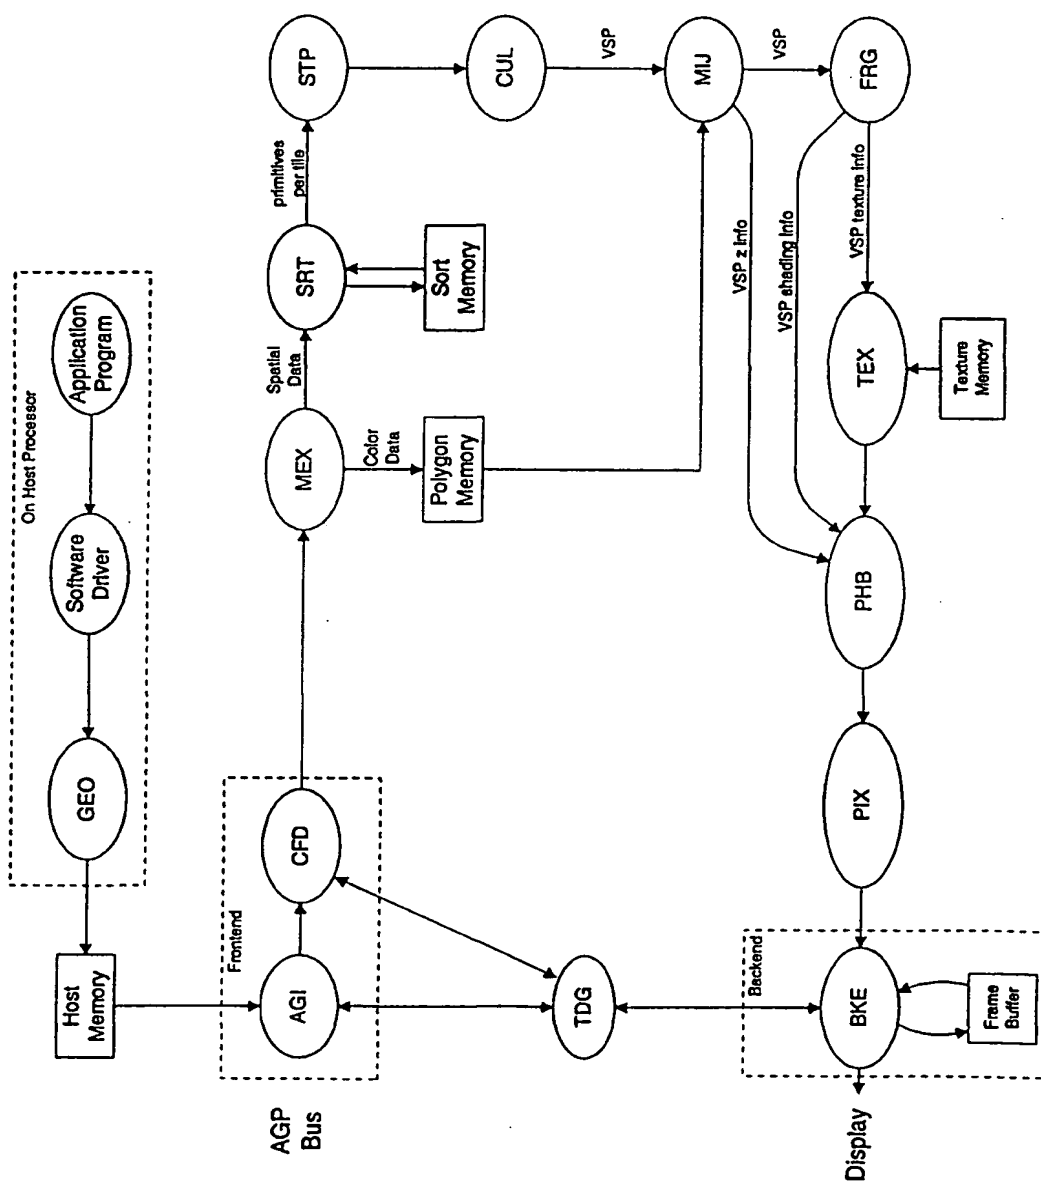 On Host Processor
Application
Program
Software
Driver
GEO
Host
Memory
AGP
Bus
Frontend
AGI
CFD
MEX
Spatial
Data
Color
Data
Polygon
Memory
SRT
Sort
Memory
primitives
per tile
STP
CUL
VSP
MIJ
VSP
FRG
VSP z info
VSP shading info
VSP texture info
TEX
Texture
Memory
PHB
PIX
TDG
Backend
BKE
Frame
Buffer
Display